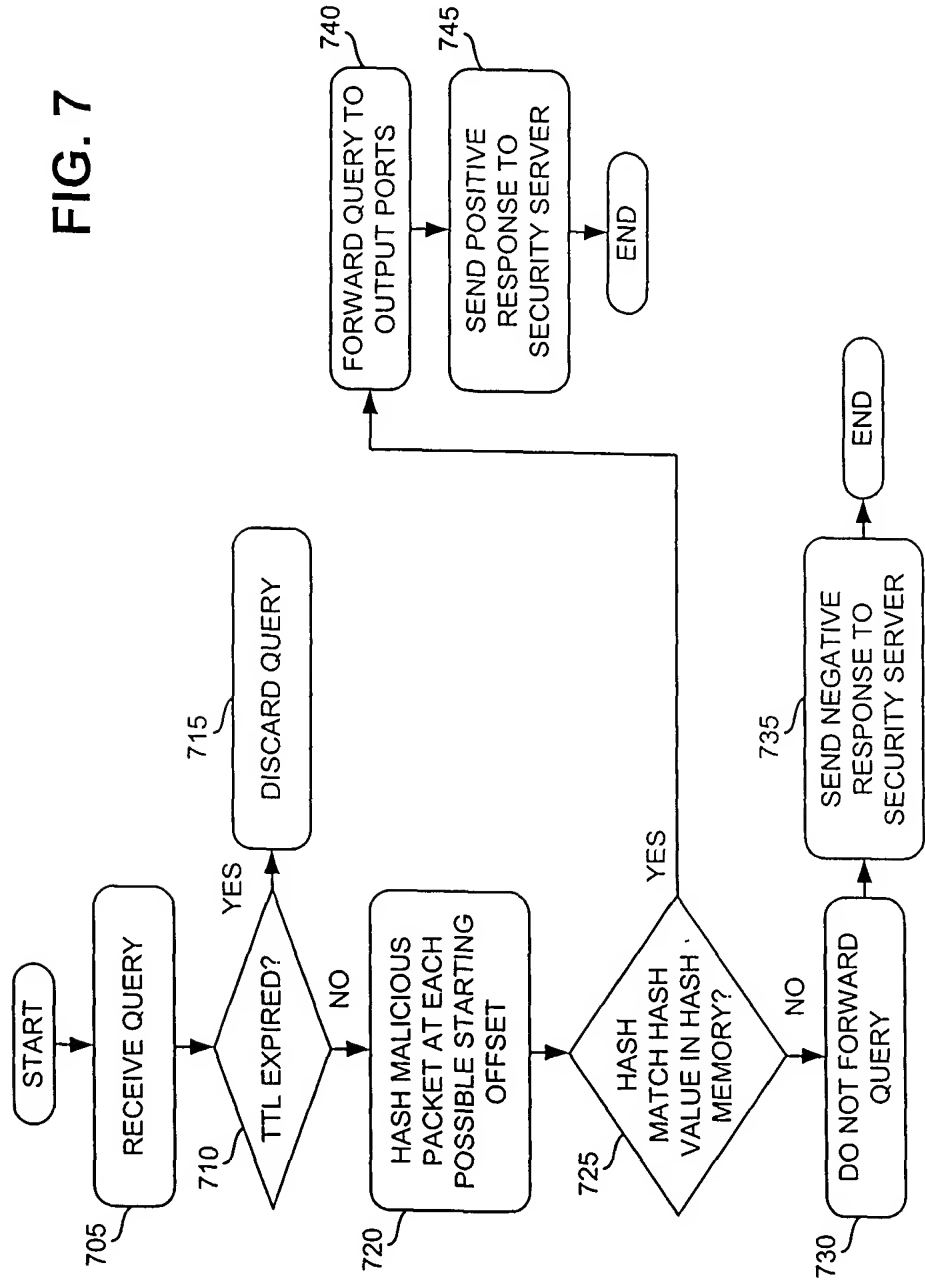 FIG. 7
START
RECEIVE QUERY
705
TTL EXPIRED?
710
YES
DISCARD QUERY
715
NO
HASH MALICIOUS
PACKET AT EACH
POSSIBLE STARTING
OFFSET
720
HASH
MATCH HASH
VALUE IN HASH
MEMORY?
725
YES
FORWARD QUERY TO
OUTPUT PORTS
740
SEND POSITIVE
RESPONSE TO
SECURITY SERVER
745
END
NO
DO NOT FORWARD
QUERY
730
SEND NEGATIVE
RESPONSE TO
SECURITY SERVER
735
END